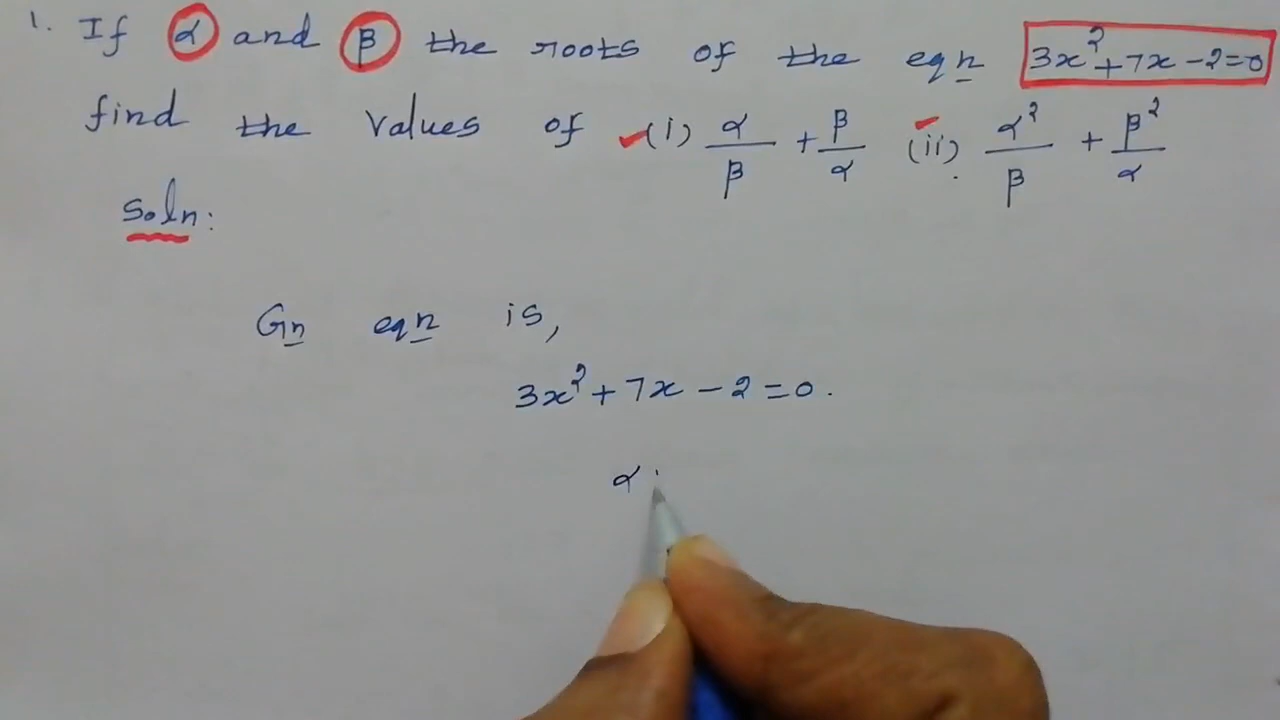 1. If α and β the roots of the eqn 3x²+7x-2=0
find the values of (i) α/β + β/α (ii) α²/β + β²/α
Soln:
Gn eqn is,
3x²+7x-2=0.
α